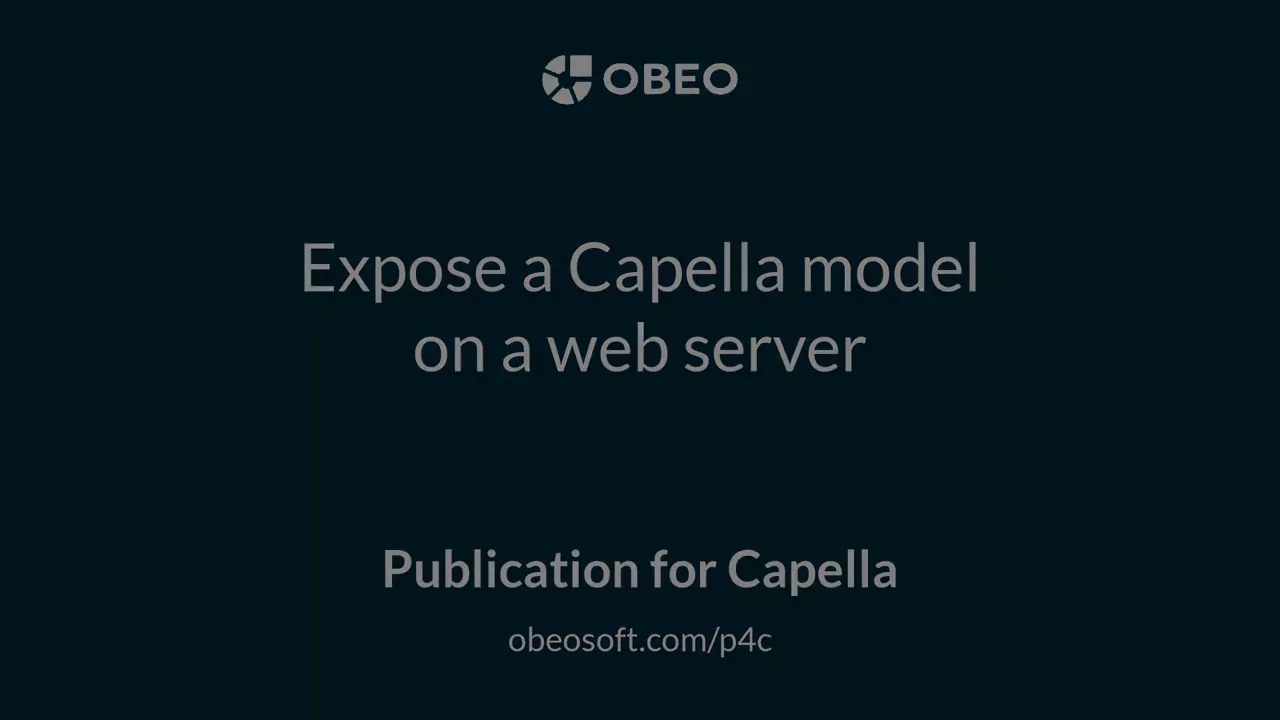 OBEO
Expose a Capella model
on a web server
Publication for Capella
obeosoft.com/p4c